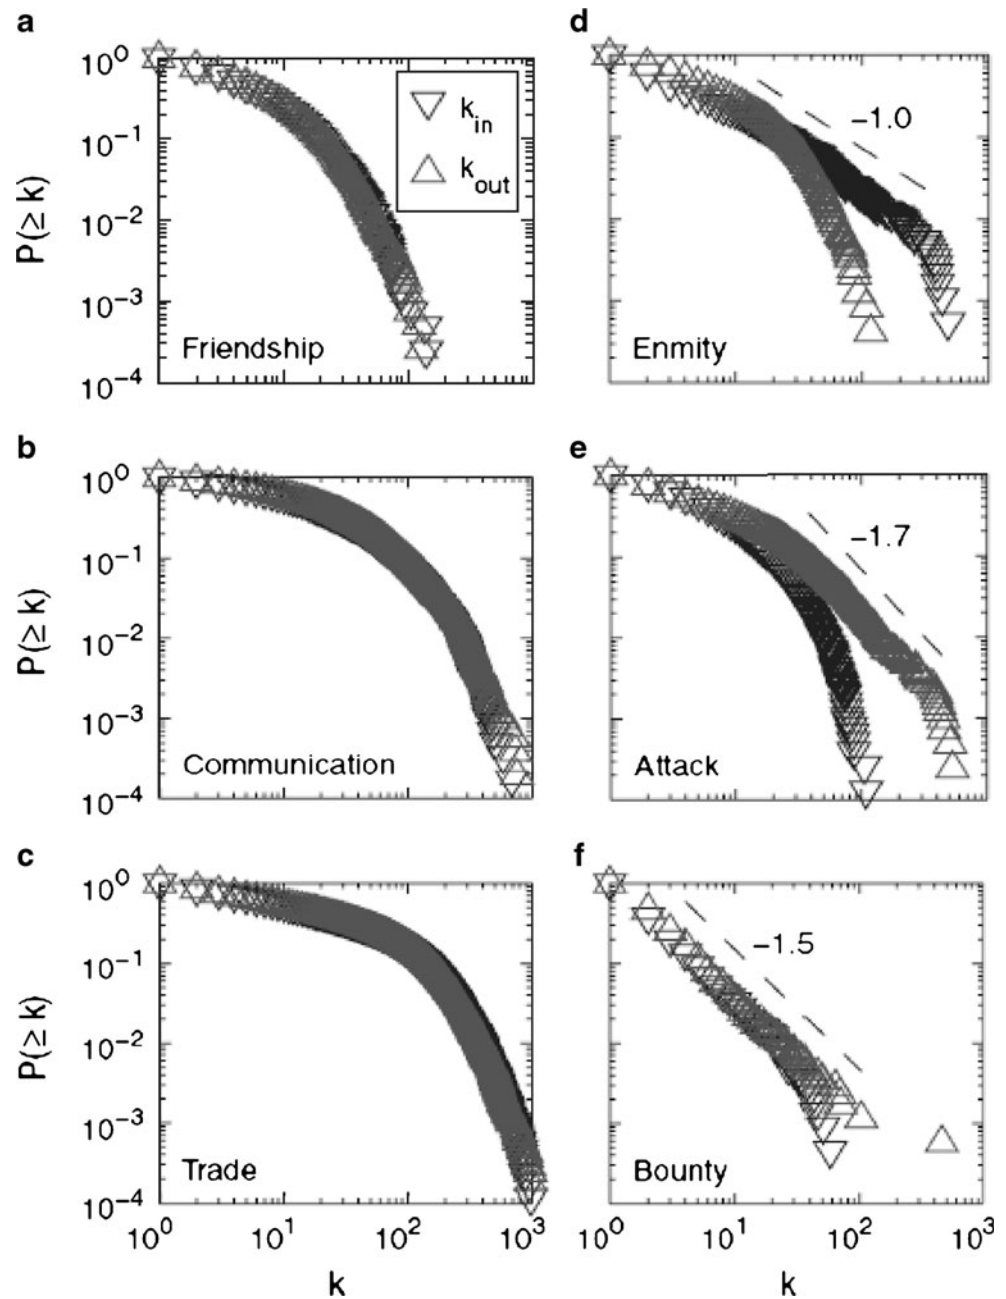 a
10^0
10^-1
10^-2
10^-3
10^-4
P(≥ k)
k_in
k_out
Friendship
d
−1.0
Enmity
b
10^0
10^-1
10^-2
10^-3
10^-4
P(≥ k)
Communication
e
−1.7
Attack
c
10^0
10^-1
10^-2
10^-3
10^-4
P(≥ k)
Trade
10^0 10^1 10^2 10^3
k
f
−1.5
Bounty
10^0 10^1 10^2 10^3
k